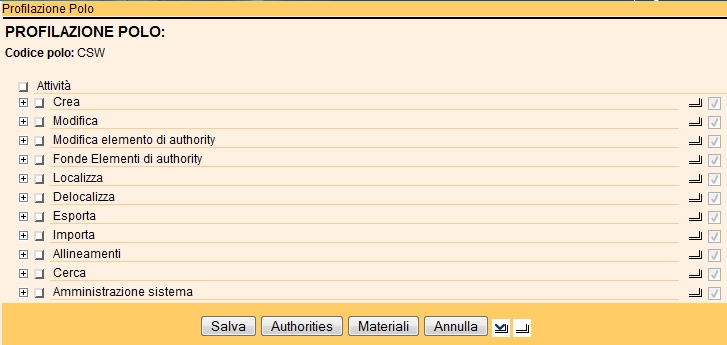 Profilazione Polo
PROFILAZIONE POLO:
Codice polo: CSW
Attività
Crea
Modifica
Modifica elemento di authority
Fonde Elementi di authority
Localizza
Delocalizza
Esporta
Importa
Allineamenti
Cerca
Amministrazione sistema
Salva Authorities Materiali Annulla